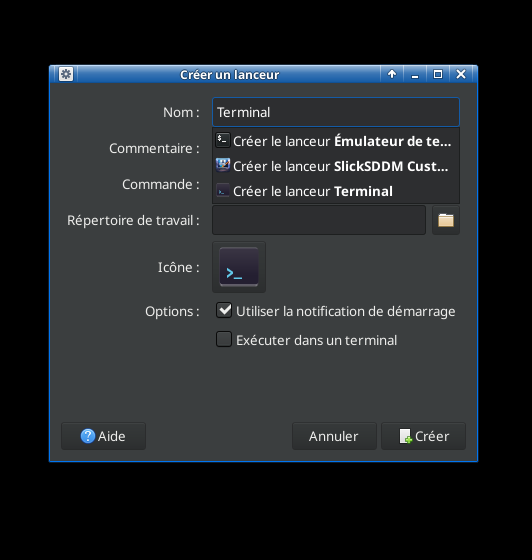 Créer un lanceur
Nom : Terminal
Créer le lanceur Émulateur de te...
Commentaire :
Créer le lanceur SlickSDDM Cust...
Commande :
Créer le lanceur Terminal
Répertoire de travail :
Icône :
Options : Utiliser la notification de démarrage
Exécuter dans un terminal
Aide Annuler Créer